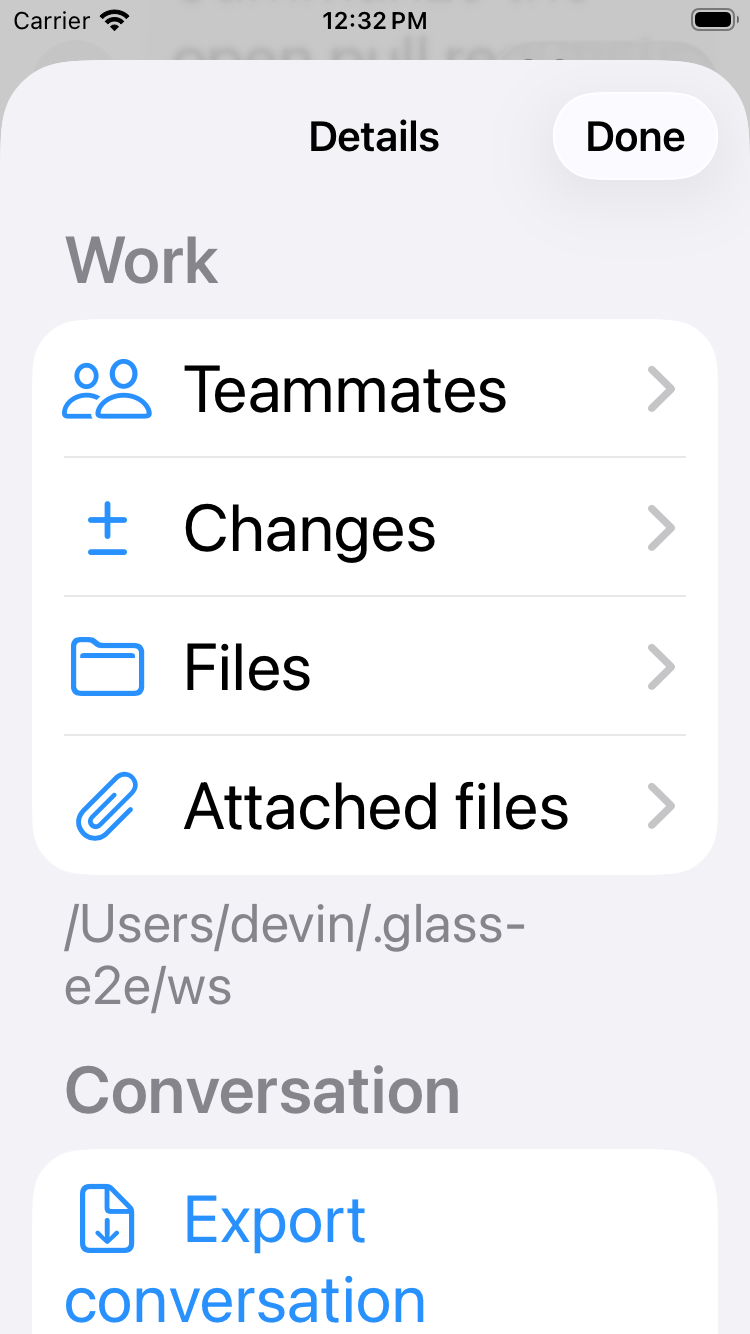 Carrier 12:32 PM
Details
Done
Work
Teammates
Changes
Files
Attached files
/Users/devin/.glass-
e2e/ws
Conversation
Export
conversation